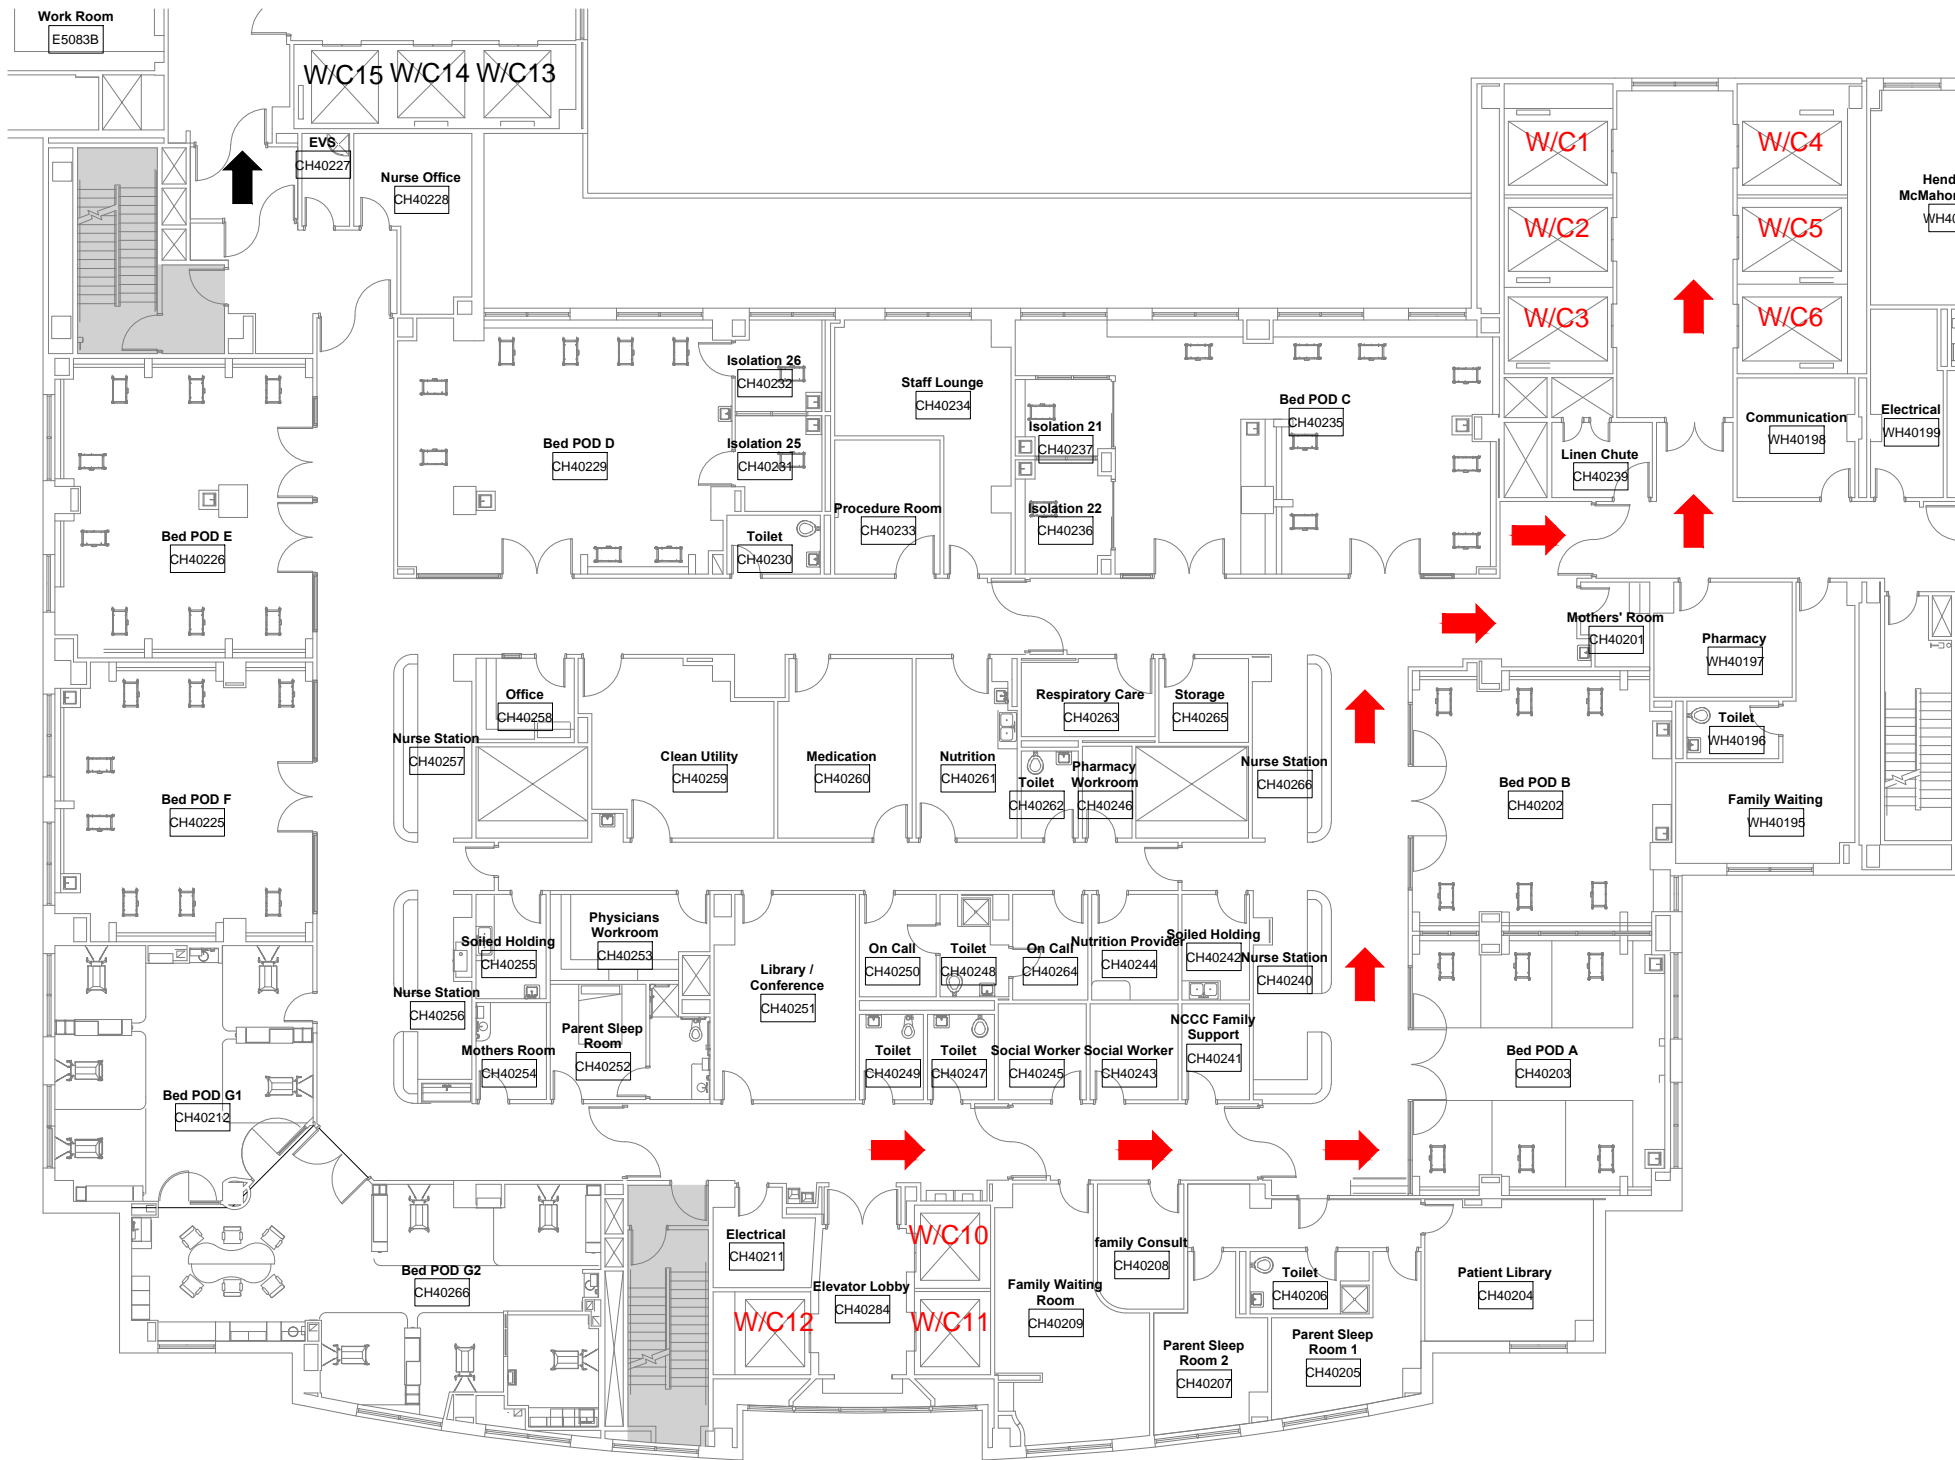 Work Room
E5083B
W/C15
W/C14
W/C13
EVS
CH40227
Nurse Office
CH40228
W/C1
W/C4
W/C2
W/C5
W/C3
W/C6
Hend
McMahon
WH40
Isolation 26
CH40232
Staff Lounge
CH40234
Bed POD C
CH40235
Isolation 21
CH40237
Communication
WH40198
Electrical
WH40199
Bed POD D
CH40229
Isolation 25
CH40231
Linen Chute
CH40239
Procedure Room
CH40233
Isolation 22
CH40236
Bed POD E
CH40226
Toilet
CH40230
Mothers' Room
CH40201
Pharmacy
WH40197
Office
CH40258
Respiratory Care
CH40263
Storage
CH40265
Toilet
WH40196
Nurse Station
CH40257
Clean Utility
CH40259
Medication
CH40260
Nutrition
CH40261
Toilet
CH40262
Pharmacy
Workroom
CH40246
Nurse Station
CH40266
Bed POD B
CH40202
Bed POD F
CH40225
Family Waiting
WH40195
Soiled Holding
CH40255
Physicians
Workroom
CH40253
Library /
Conference
CH40251
On Call
CH40250
Toilet
CH40248
On Call
CH40264
Nutrition Provider
CH40244
Soiled Holding
CH40242
Nurse Station
CH40240
Nurse Station
CH40256
Mothers Room
CH40254
Parent Sleep
Room
CH40252
Toilet
CH40249
Toilet
CH40247
Social Worker
CH40245
Social Worker
CH40243
NCCC Family
Support
CH40241
Bed POD A
CH40203
Bed POD G1
CH40212
Electrical
CH40211
W/C10
family Consult
CH40208
Bed POD G2
CH40266
Elevator Lobby
CH40284
Family Waiting
Room
CH40209
Toilet
CH40206
Patient Library
CH40204
W/C12
W/C11
Parent Sleep
Room 2
CH40207
Parent Sleep
Room 1
CH40205